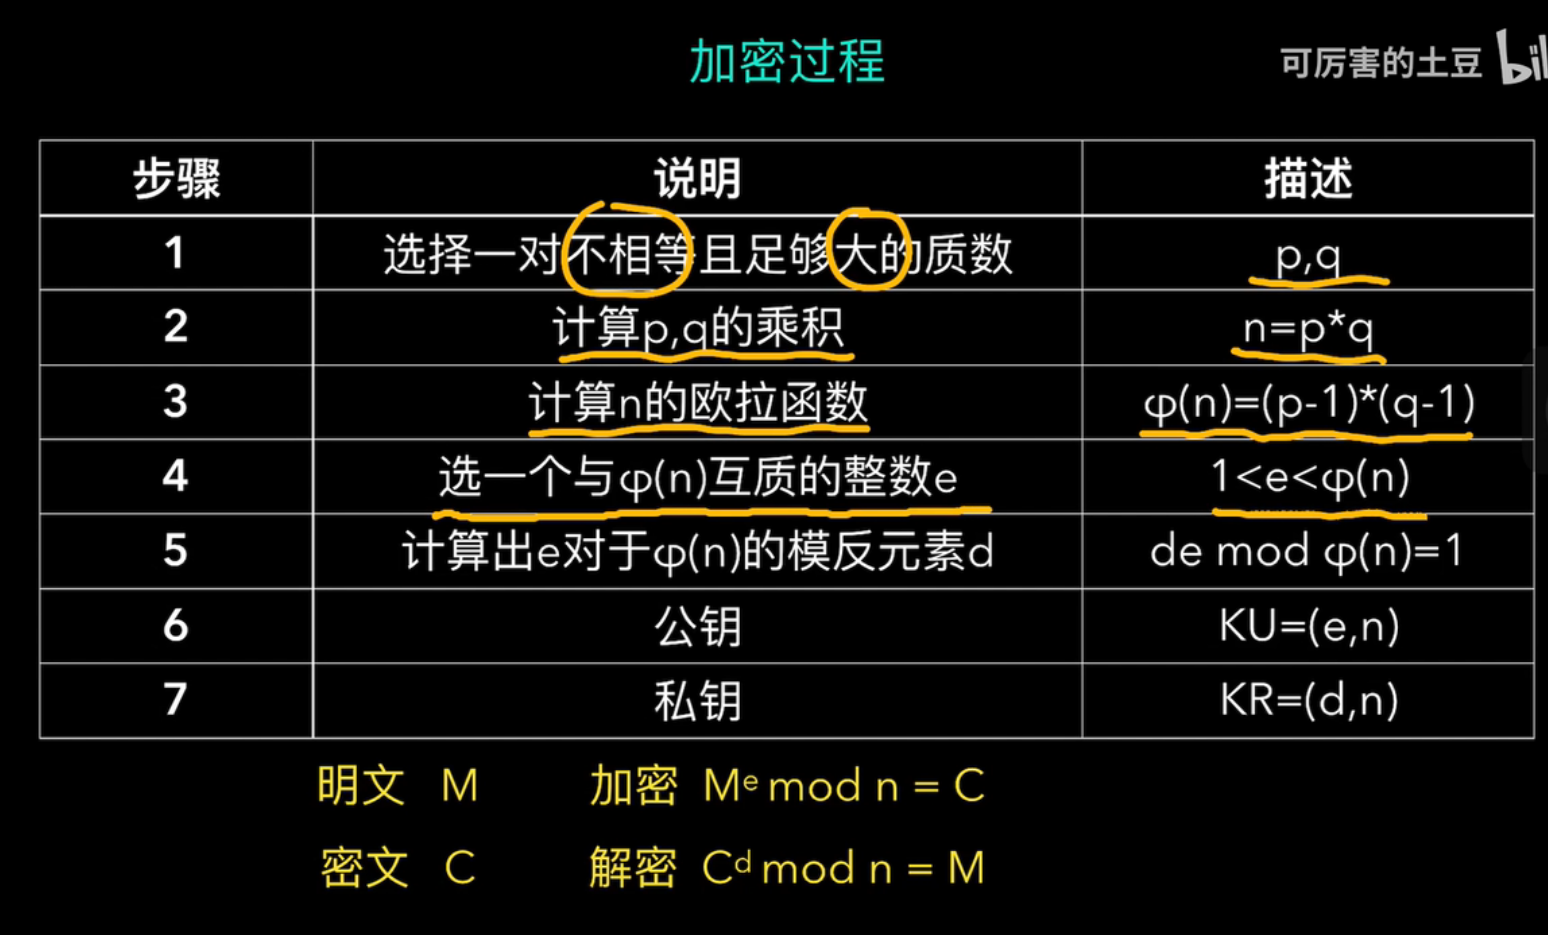 加密过程
可厉害的土豆 bil
步骤 说明 描述
1 选择一对不相等且足够大的质数 p,q
2 计算p,q的乘积 n=p*q
3 计算n的欧拉函数 φ(n)=(p-1)*(q-1)
4 选一个与φ(n)互质的整数e 1<e<φ(n)
5 计算出e对于φ(n)的模反元素d de mod φ(n)=1
6 公钥 KU=(e,n)
7 私钥 KR=(d,n)
明文 M 加密 Mᵉ mod n = C
密文 C 解密 Cᵈ mod n = M